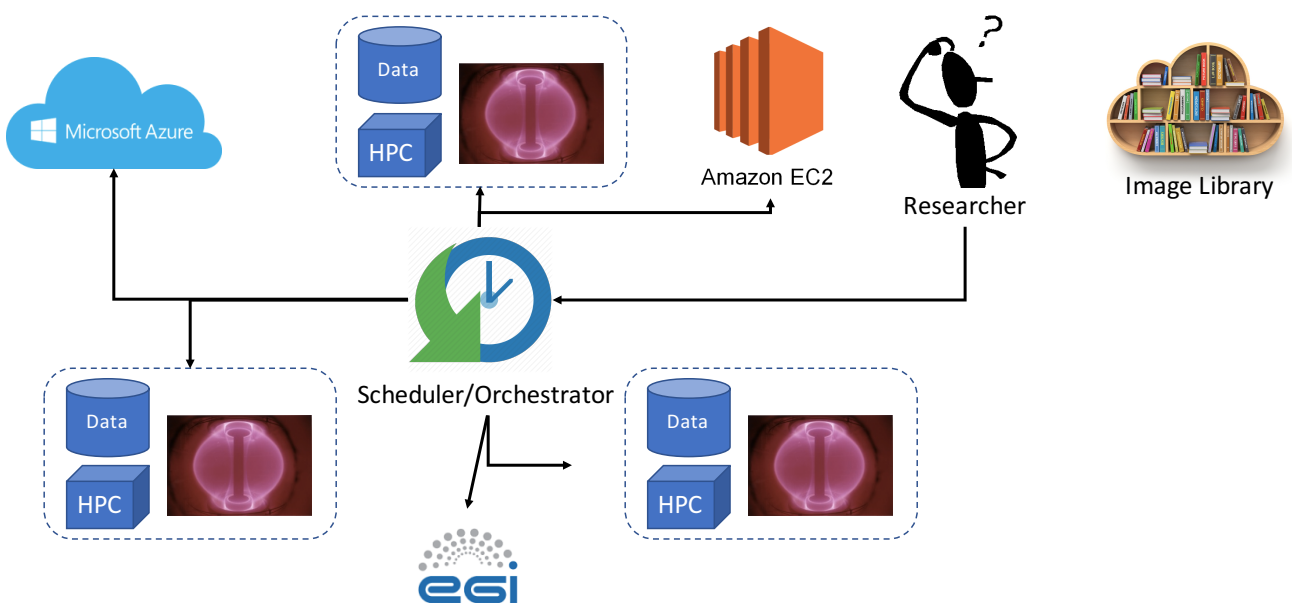 Data
HPC
Microsoft Azure
Amazon EC2
?
Researcher
Image Library
Scheduler/Orchestrator
Data
HPC
Data
HPC
egi